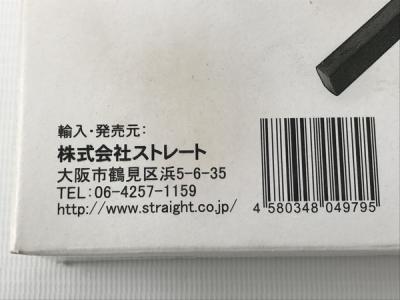 輸入・発売元:
株式会社ストレート
大阪市鶴見区浜5-6-35
TEL:06-4257-1159
http://www.straight.co.jp/
4 580348 049795